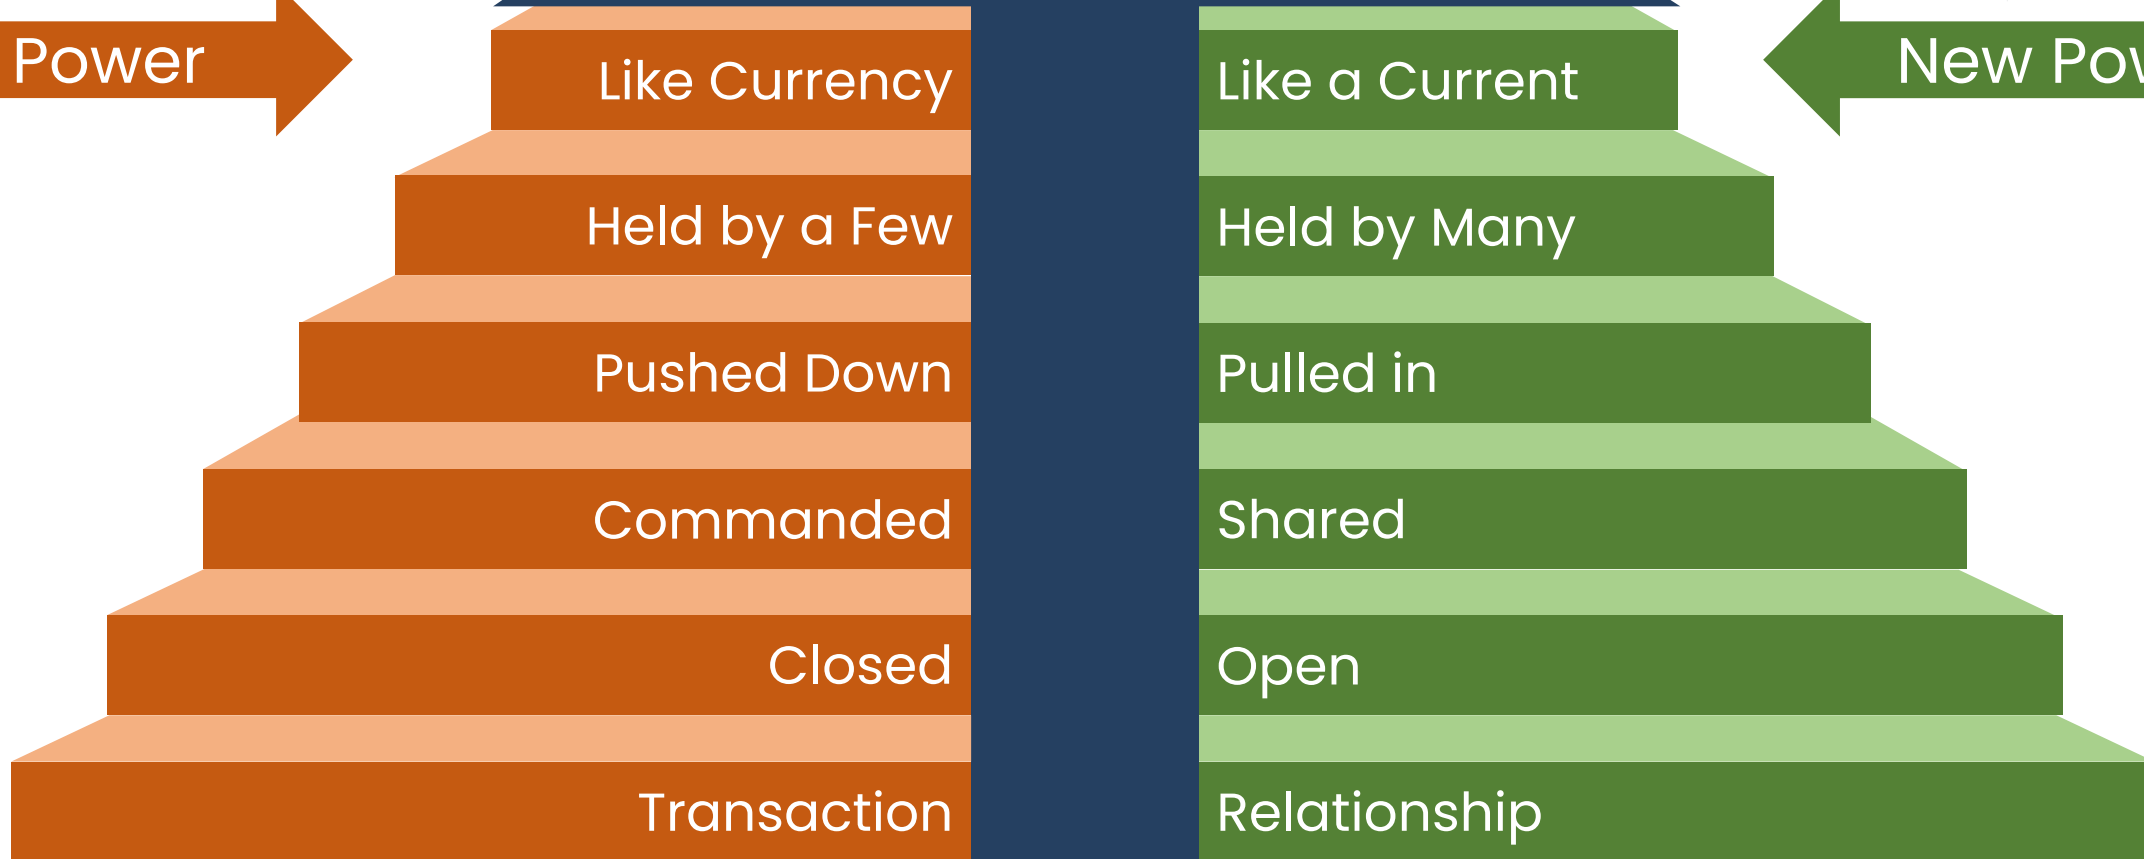 Power
New
Like Currency
Like a Current
Held by a Few
Held by Many
Pushed Down
Pulled in
Commanded
Shared
Closed
Open
Transaction
Relationship